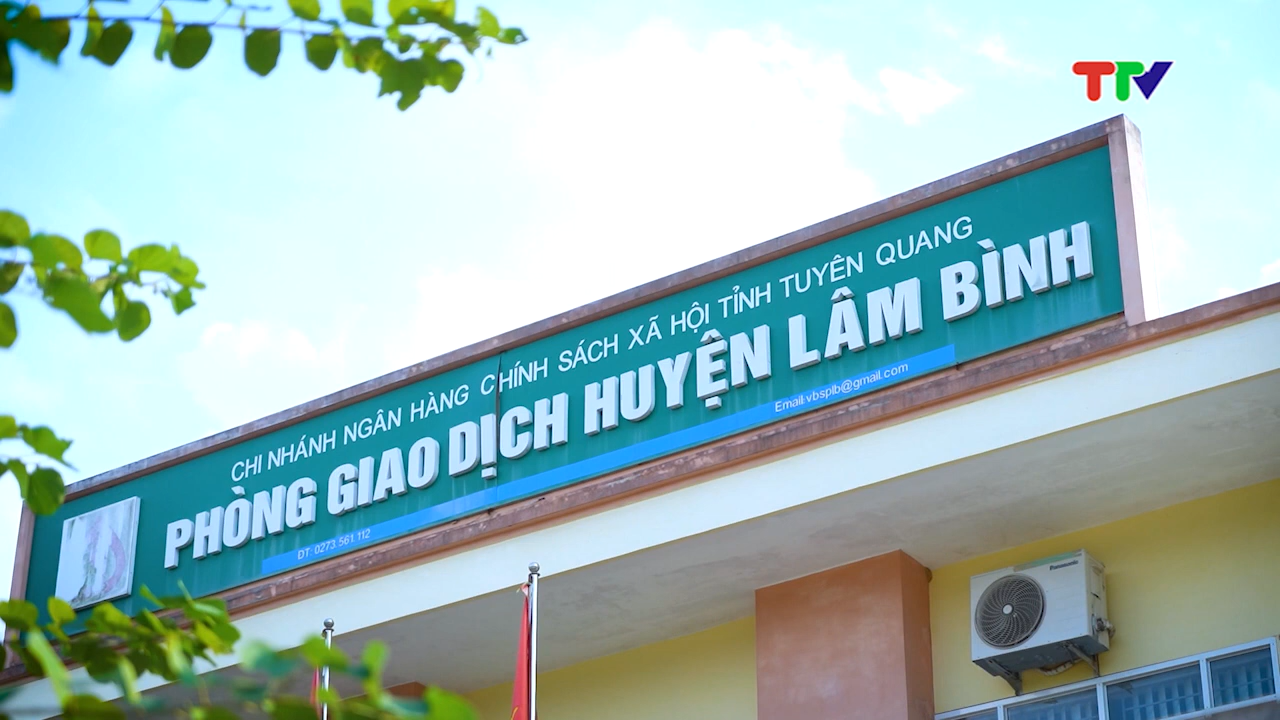 TTV
CHI NHÁNH NGÂN HÀNG CHÍNH SÁCH XÃ HỘI TỈNH TUYÊN QUANG
PHÒNG GIAO DỊCH HUYỆN LÂM BÌNH
ĐT: 0273.561.112
Email:vbsplb@gmail.com
Panasonic